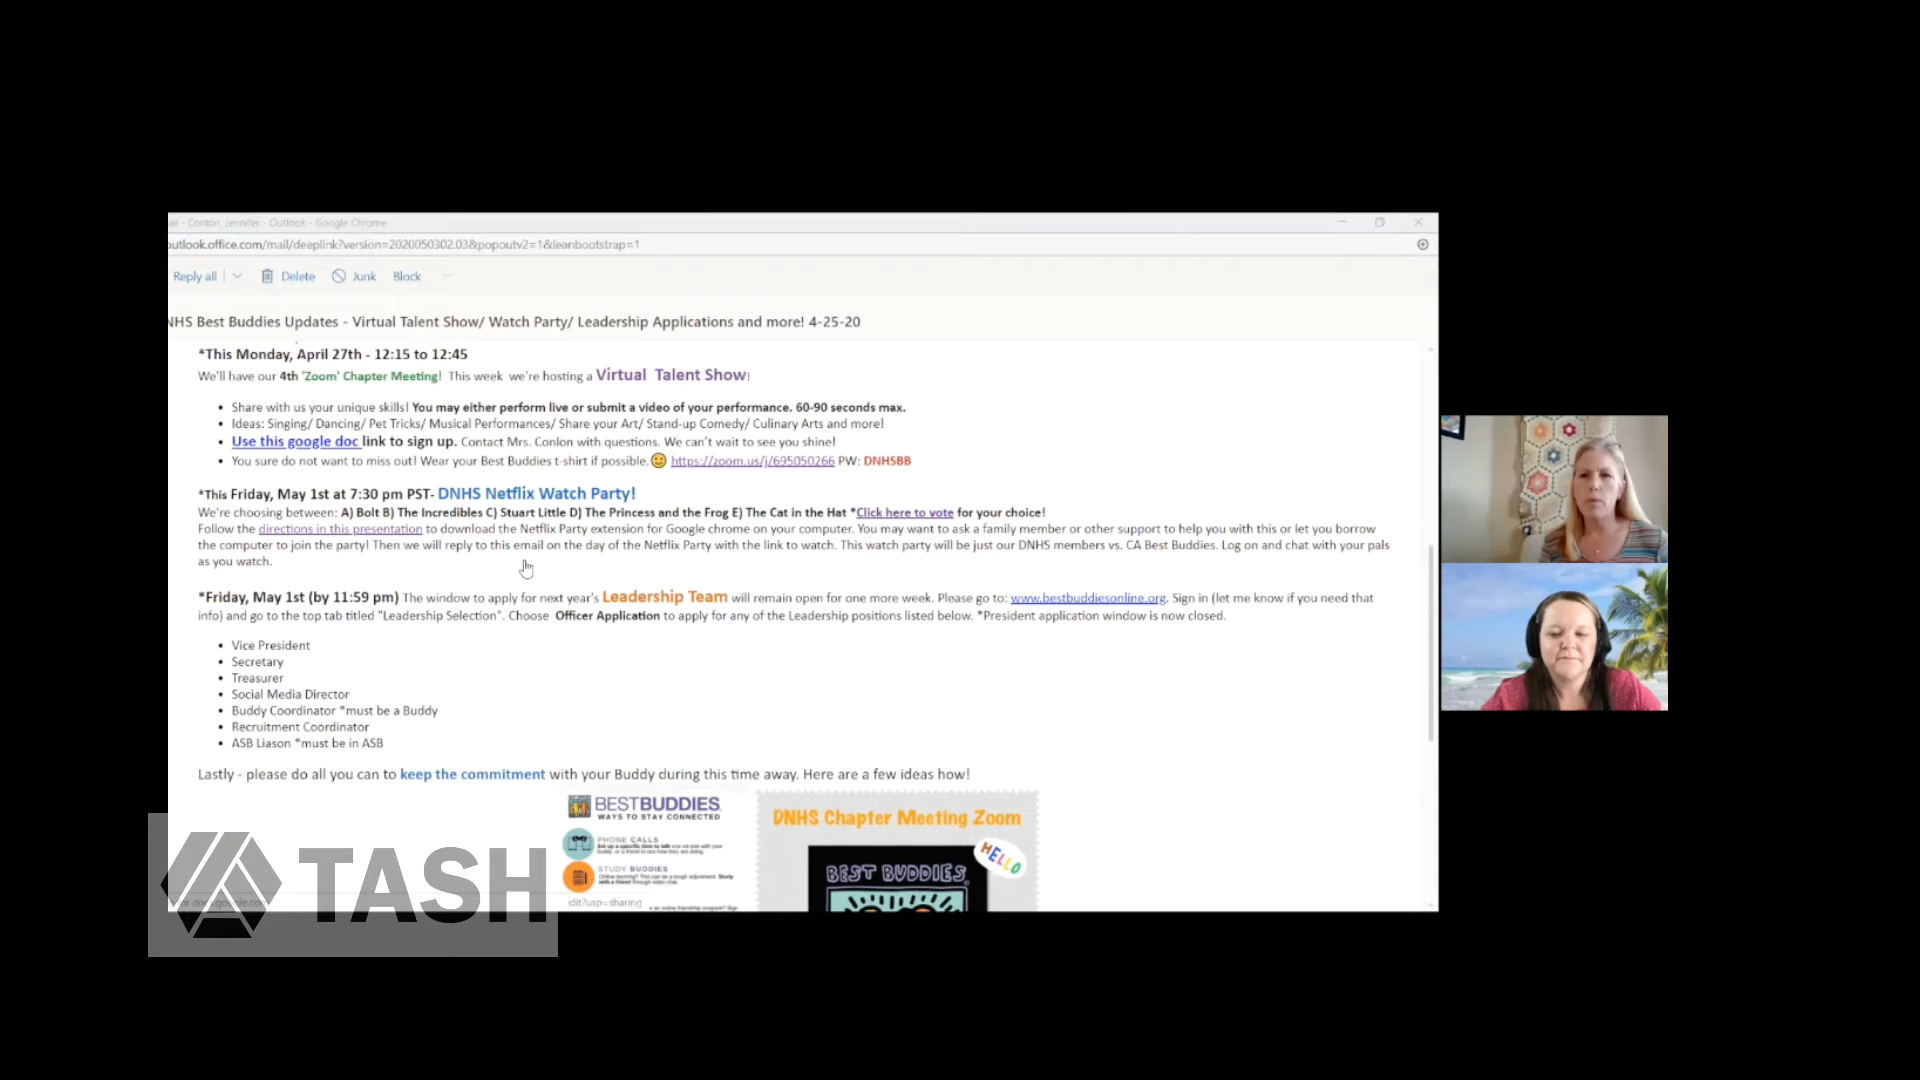 ail - Conlon, Jennifer - Outlook - Google Chrome
outlook.office.com/mail/deeplink?version=2020050302.03&popoutv2=1&leanbootstrap=1
Reply all Delete Junk Block ...
NHS Best Buddies Updates - Virtual Talent Show/ Watch Party/ Leadership Applications and more! 4-25-20
*This Monday, April 27th - 12:15 to 12:45
We'll have our 4th 'Zoom' Chapter Meeting! This week we're hosting a Virtual Talent Show!
• Share with us your unique skills! You may either perform live or submit a video of your performance. 60-90 seconds max.
• Ideas: Singing/ Dancing/ Pet Tricks/ Musical Performances/ Share your Art/ Stand-up Comedy/ Culinary Arts and more!
• Use this google doc link to sign up. Contact Mrs. Conlon with questions. We can't wait to see you shine!
• You sure do not want to miss out! Wear your Best Buddies t-shirt if possible. https://zoom.us/j/695050266 PW: DNHSBB
*This Friday, May 1st at 7:30 pm PST- DNHS Netflix Watch Party!
We're choosing between: A) Bolt B) The Incredibles C) Stuart Little D) The Princess and the Frog E) The Cat in the Hat *Click here to vote for your choice!
Follow the directions in this presentation to download the Netflix Party extension for Google chrome on your computer. You may want to ask a family member or other support to help you with this or let you borrow
the computer to join the party! Then we will reply to this email on the day of the Netflix Party with the link to watch. This watch party will be just our DNHS members vs. CA Best Buddies. Log on and chat with your pals
as you watch.
*Friday, May 1st (by 11:59 pm) The window to apply for next year's Leadership Team will remain open for one more week. Please go to: www.bestbuddiesonline.org. Sign in (let me know if you need that
info) and go to the top tab titled "Leadership Selection". Choose Officer Application to apply for any of the Leadership positions listed below. *President application window is now closed.
• Vice President
• Secretary
• Treasurer
• Social Media Director
• Buddy Coordinator *must be a Buddy
• Recruitment Coordinator
• ASB Liason *must be in ASB
Lastly - please do all you can to keep the commitment with your Buddy during this time away. Here are a few ideas how!
BESTBUDDIES
WAYS TO STAY CONNECTED
PHONE CALLS
STUDY BUDDIES
DNHS Chapter Meeting Zoom
HELLO
BEST BUDDIES
edit?usp=sharing
TASH